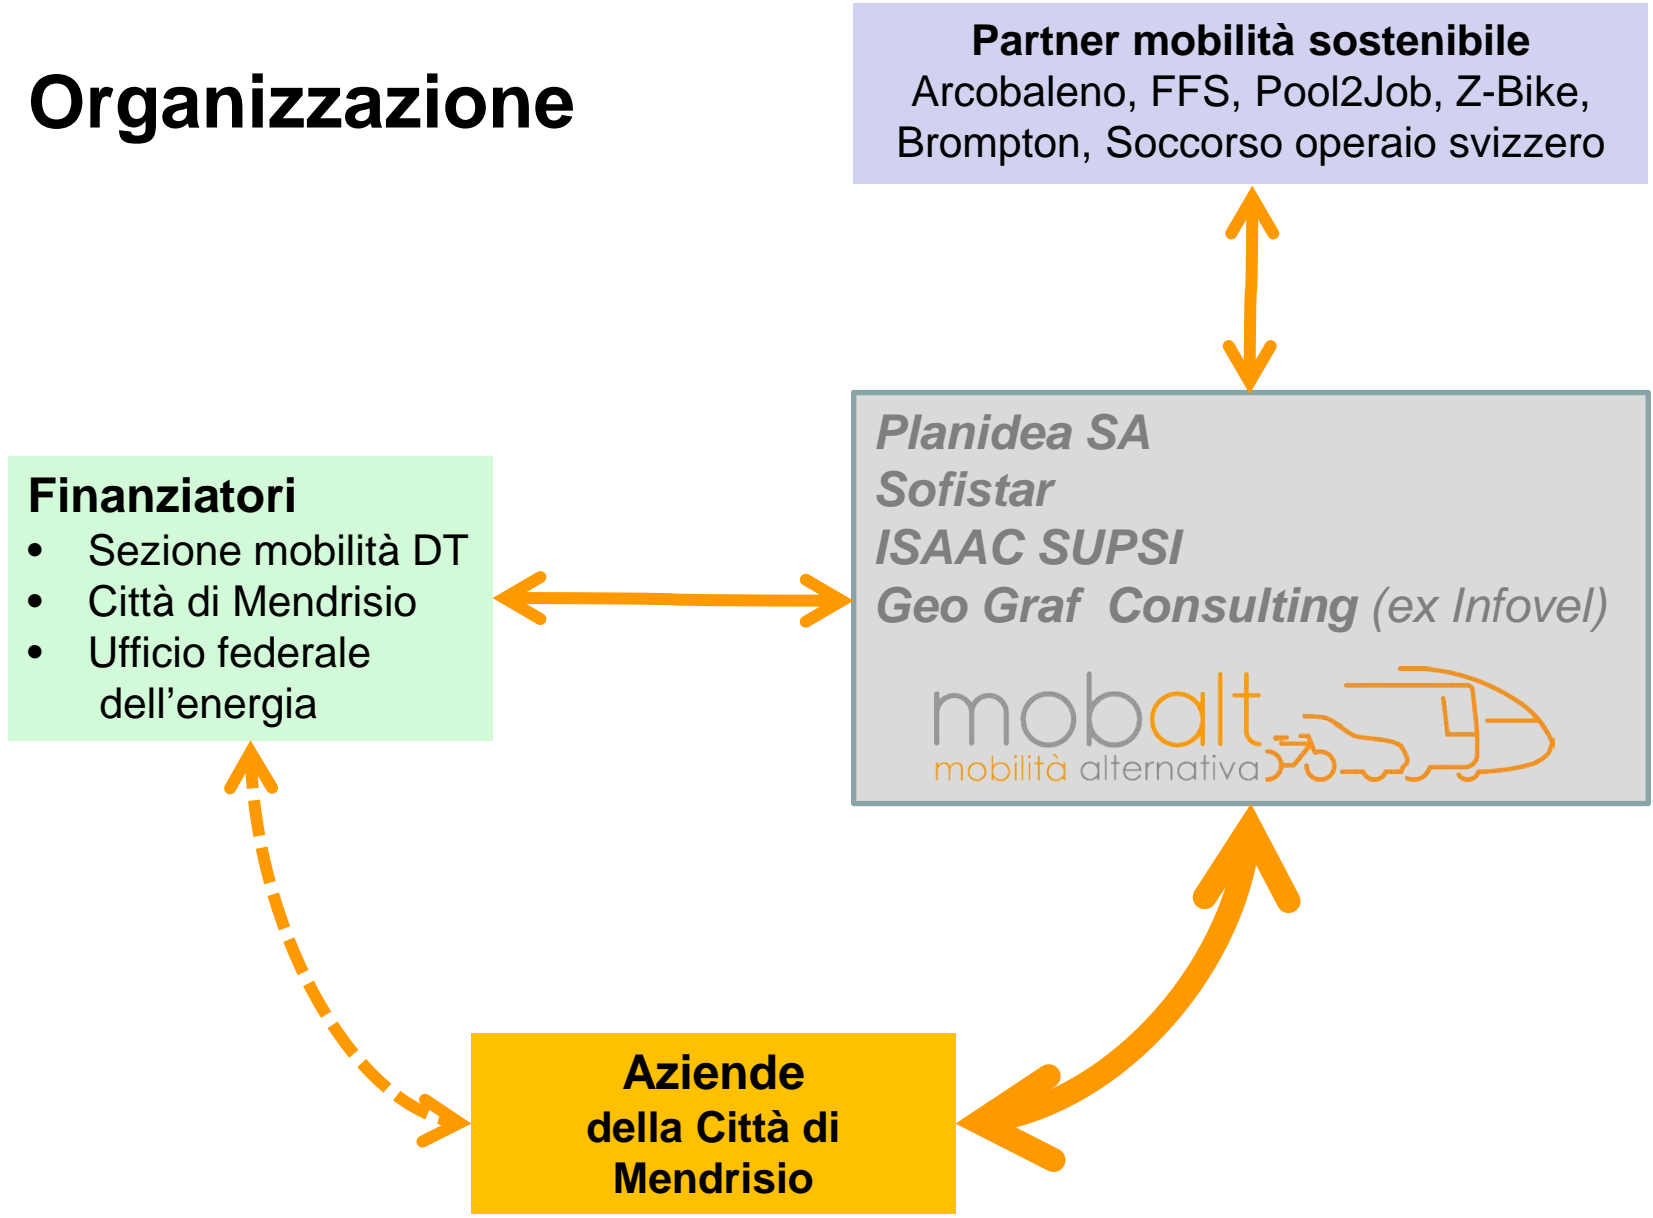 Organizzazione
Partner mobilità sostenibile
Arcobaleno, FFS, Pool2Job, Z-Bike,
Brompton, Soccorso operaio svizzero
Finanziatori
• Sezione mobilità DT
• Città di Mendrisio
• Ufficio federale
dell’energia
Planidea SA
Sofistar
ISAAC SUPSI
Geo Graf  Consulting (ex Infovel)
mobalt
mobilità alternativa
Aziende
della Città di
Mendrisio